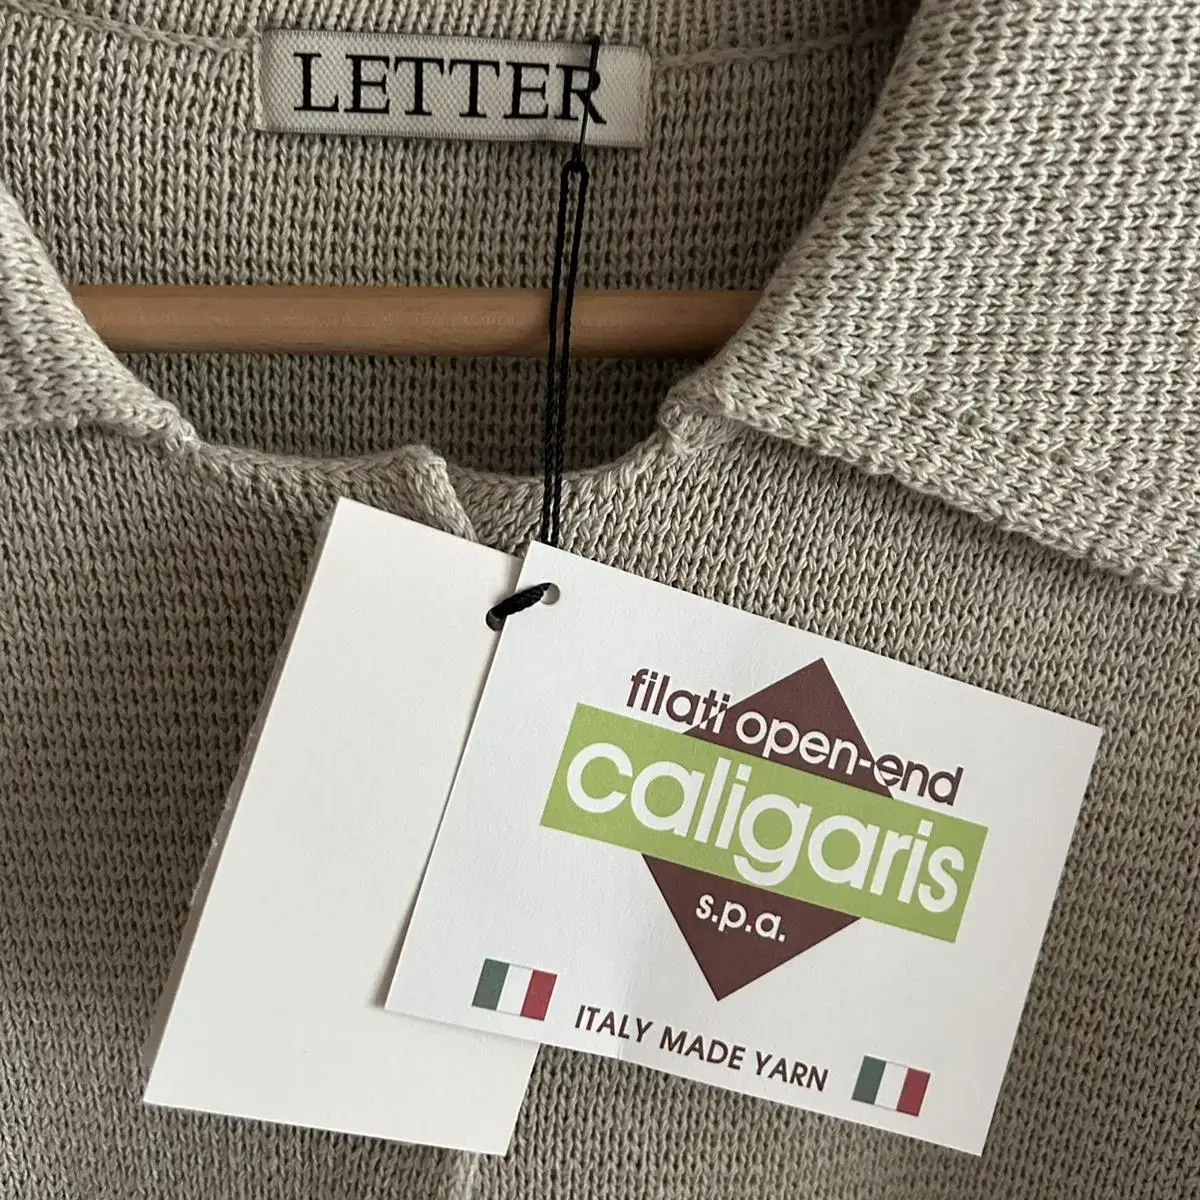 LETTER
filati open-end
caligaris
s.p.a.
ITALY MADE YARN